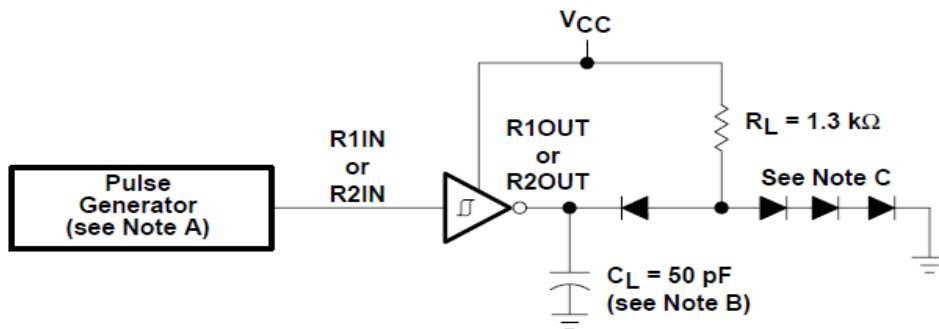 VCC
R1IN
or
R2IN
R1OUT
or
R2OUT
RL = 1.3 kΩ
Pulse
Generator
(see Note A)
See Note C
CL = 50 pF
(see Note B)